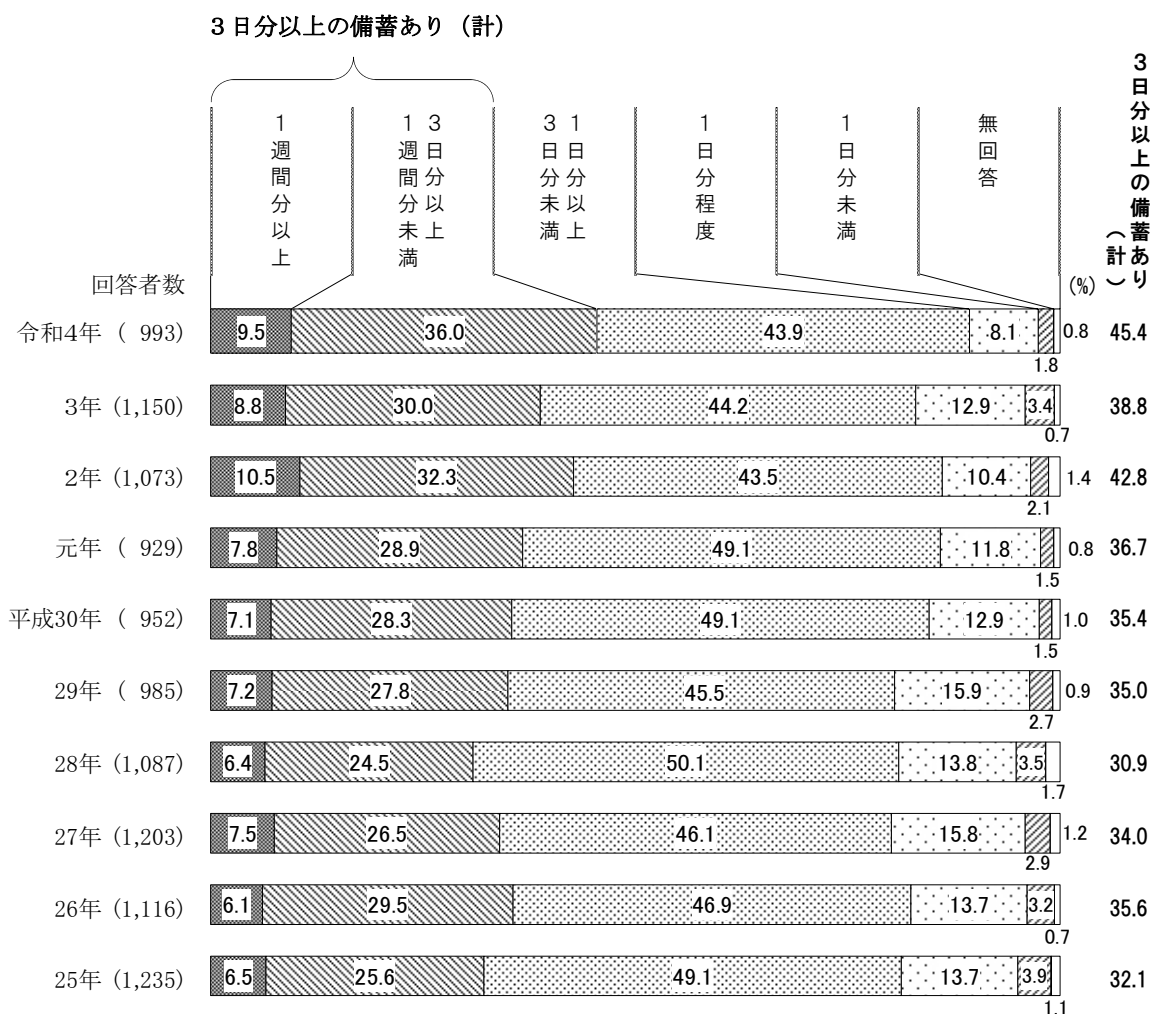 ３日分以上の備蓄あり（計）
１週間分以上
３日分以上
１週間分未満
１日分以上
３日分未満
１日分程度
１日分未満
無回答
３日分以上の備蓄あり
（計）
回答者数
(%)
令和4年 ( 993) 9.5 36.0 43.9 8.1 0.8 45.4
1.8
3年 (1,150) 8.8 30.0 44.2 12.9 3.4 38.8
0.7
2年 (1,073) 10.5 32.3 43.5 10.4 1.4 42.8
2.1
元年 ( 929) 7.8 28.9 49.1 11.8 0.8 36.7
1.5
平成30年 ( 952) 7.1 28.3 49.1 12.9 1.0 35.4
1.5
29年 ( 985) 7.2 27.8 45.5 15.9 0.9 35.0
2.7
28年 (1,087) 6.4 24.5 50.1 13.8 3.5 30.9
1.7
27年 (1,203) 7.5 26.5 46.1 15.8 1.2 34.0
2.9
26年 (1,116) 6.1 29.5 46.9 13.7 3.2 35.6
0.7
25年 (1,235) 6.5 25.6 49.1 13.7 3.9 32.1
1.1